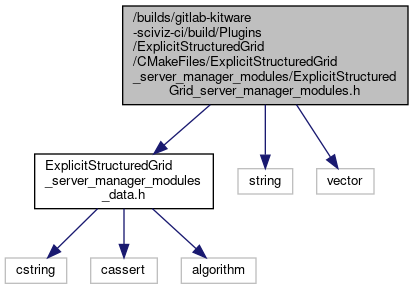 /builds/gitlab-kitware
-sciviz-ci/build/Plugins
/ExplicitStructuredGrid
/CMakeFiles/ExplicitStructuredGrid
_server_manager_modules/ExplicitStructured
Grid_server_manager_modules.h
ExplicitStructuredGrid
_server_manager_modules
_data.h
string
vector
cstring
cassert
algorithm